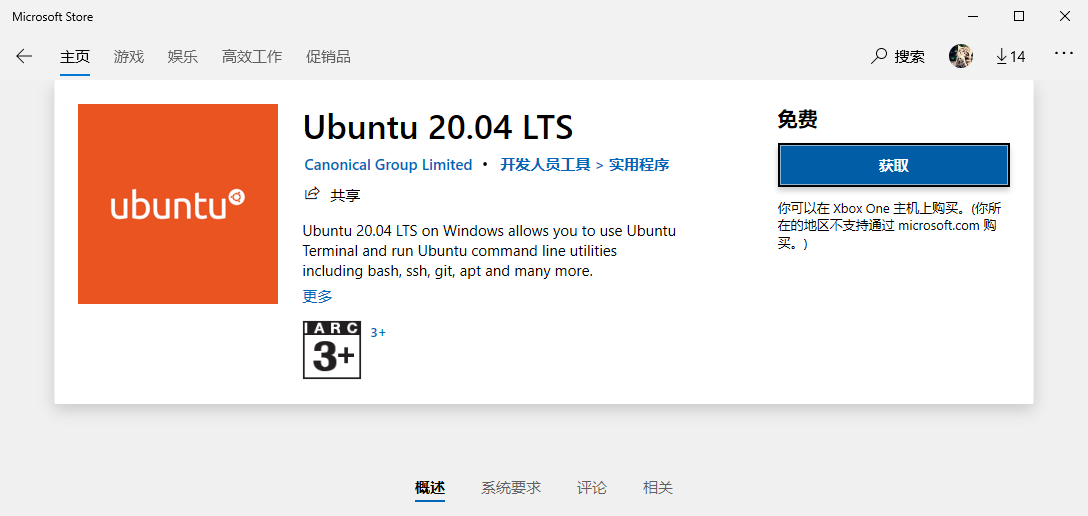 Microsoft Store
主页 游戏 娱乐 高效工作 促销品 搜索 14
ubuntu
Ubuntu 20.04 LTS
Canonical Group Limited • 开发人员工具 > 实用程序
共享
Ubuntu 20.04 LTS on Windows allows you to use Ubuntu
Terminal and run Ubuntu command line utilities
including bash, ssh, git, apt and many more.
更多
IARC
3+
3+
免费
获取
你可以在 Xbox One 主机上购买。(你所
在的地区不支持通过 microsoft.com 购
买。)
概述 系统要求 评论 相关